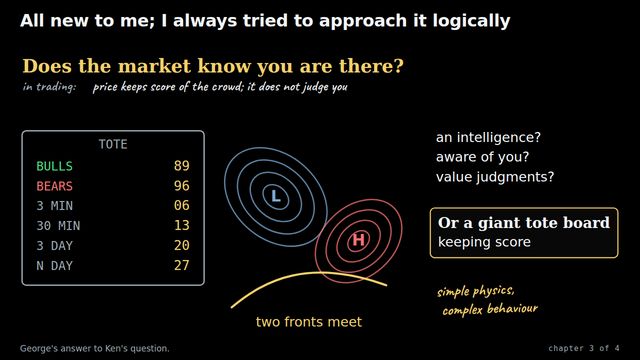 All new to me; I always tried to approach it logically
Does the market know you are there?
in trading: price keeps score of the crowd; it does not judge you
TOTE
BULLS 89
BEARS 96
3 MIN 06
30 MIN 13
3 DAY 20
N DAY 27
L
H
two fronts meet
an intelligence?
aware of you?
value judgments?
Or a giant tote board
keeping score
simple physics,
complex behaviour
George's answer to Ken's question.
chapter 3 of 4